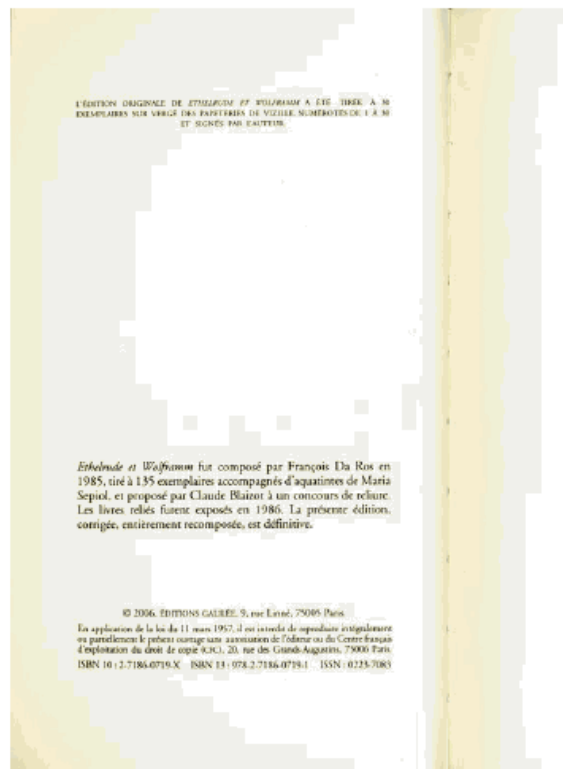 L'ÉDITION ORIGINALE DE ETHELRUDE ET WOLFRAMM A ÉTÉ TIRÉE À 30
EXEMPLAIRES SUR VERGÉ DES PAPETERIES DE VIZILLE, NUMÉROTÉS DE 1 À 30
ET SIGNÉS PAR L'AUTEUR.
Ethelrude et Wolframm fut composé par François Da Ros en
1985, tiré à 135 exemplaires accompagnés d'aquatintes de Maria
Sepiol, et proposé par Claude Blaizot à un concours de reliure.
Les livres reliés furent exposés en 1986. La présente édition,
corrigée, entièrement recomposée, est définitive.
© 2006, ÉDITIONS GALILÉE, 9, rue Linné, 75005 Paris.
En application de la loi du 11 mars 1957, il est interdit de reproduire intégralement
ou partiellement le présent ouvrage sans autorisation de l'éditeur ou du Centre français
d'exploitation du droit de copie (CFC), 20, rue des Grands-Augustins, 75006 Paris.
ISBN 10 : 2-7186-0719-X ISBN 13 : 978-2-7186-0719-1 ISSN : 0223-7083